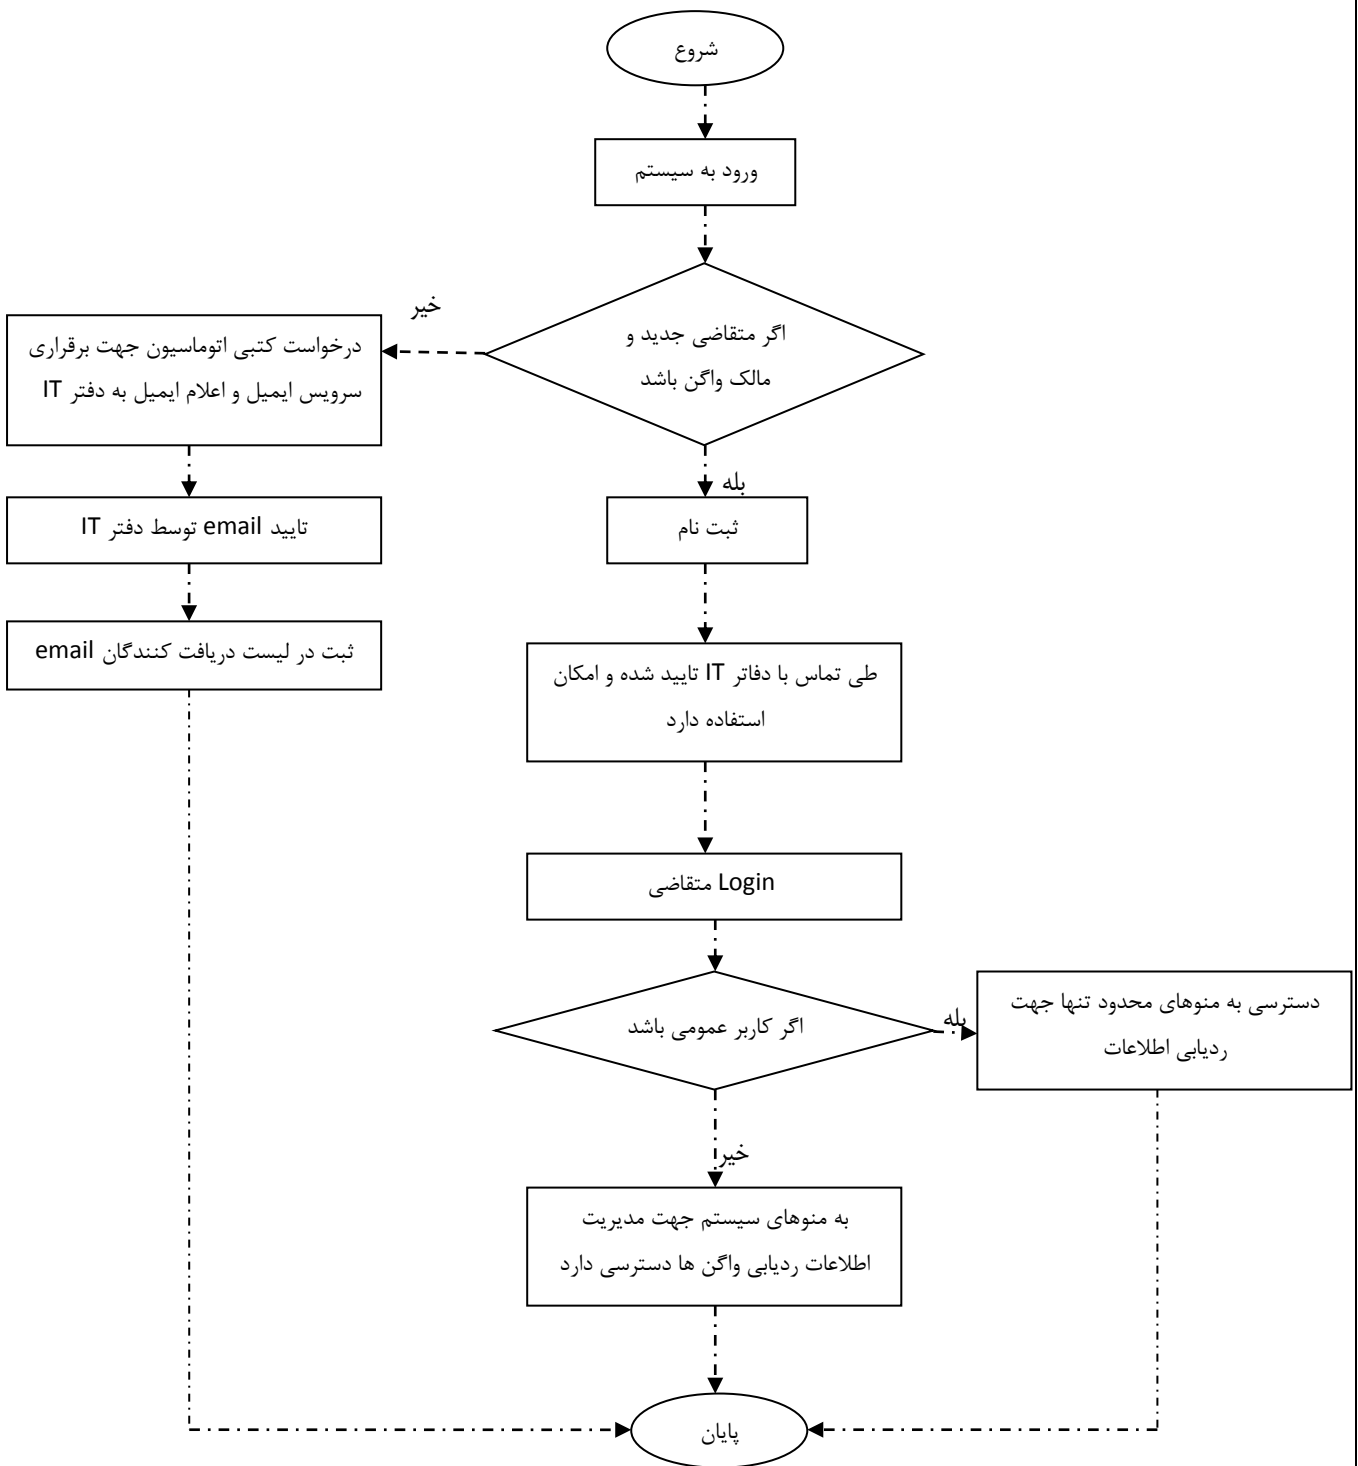 شروع
ورود به سیستم
اگر متقاضی جدید و
مالک واگن باشد
خیر
درخواست کتبی اتوماسیون جهت برقراری
سرویس ایمیل و اعلام ایمیل به دفتر IT
تایید email توسط دفتر IT
ثبت در لیست دریافت کنندگان email
بله
ثبت نام
طی تماس با دفاتر IT تایید شده و امکان
استفاده دارد
Login متقاضی
اگر کاربر عمومی باشد
بله
دسترسی به منوهای محدود تنها جهت
ردیابی اطلاعات
خیر
به منوهای سیستم جهت مدیریت
اطلاعات ردیابی واگن ها دسترسی دارد
پایان